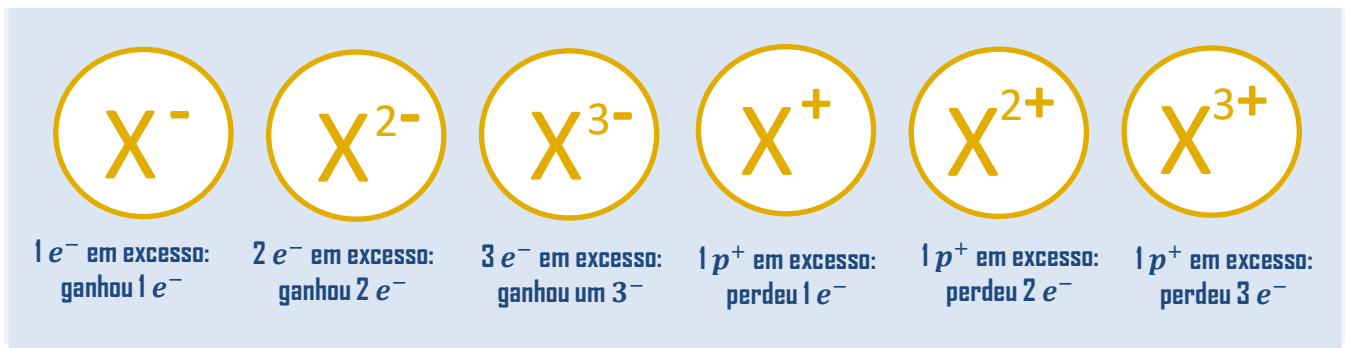 X⁻ X²⁻ X³⁻ X⁺ X²⁺ X³⁺
1 e⁻ em excesso:
ganhou 1 e⁻
2 e⁻ em excesso:
ganhou 2 e⁻
3 e⁻ em excesso:
ganhou um 3⁻
1 p⁺ em excesso:
perdeu 1 e⁻
1 p⁺ em excesso:
perdeu 2 e⁻
1 p⁺ em excesso:
perdeu 3 e⁻